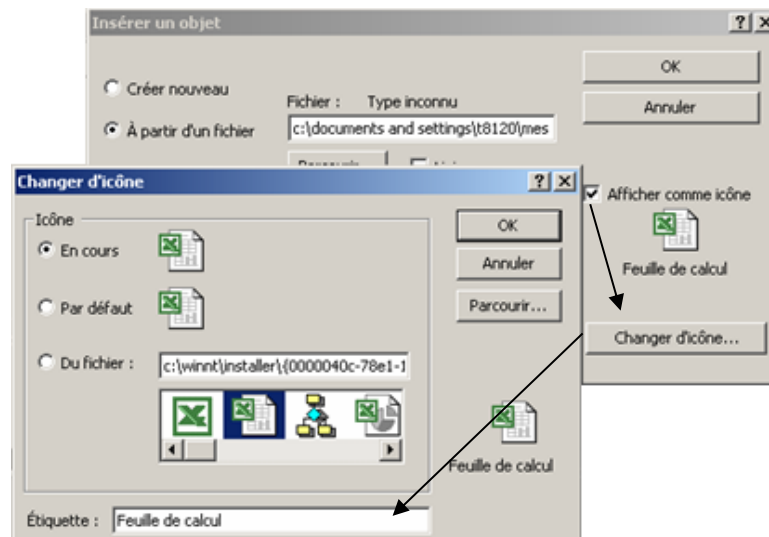 Insérer un objet
Créer nouveau
À partir d'un fichier
Fichier : Type inconnu
c:\documents and settings\t8120\mes
Parcourir...
OK
Annuler
Afficher comme icône
Feuille de calcul
Changer d'icône...
Changer d'icône
Icône
En cours
Par défaut
Du fichier :
c:\winnt\installer\{0000040c-78e1-1
OK
Annuler
Parcourir...
Feuille de calcul
Étiquette : Feuille de calcul